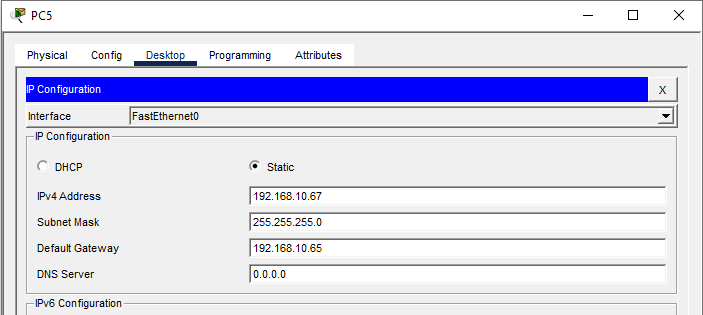 PC5
Physical Config Desktop Programming Attributes
IP Configuration X
Interface FastEthernet0
IP Configuration
DHCP Static
IPv4 Address 192.168.10.67
Subnet Mask 255.255.255.0
Default Gateway 192.168.10.65
DNS Server 0.0.0.0
IPv6 Configuration